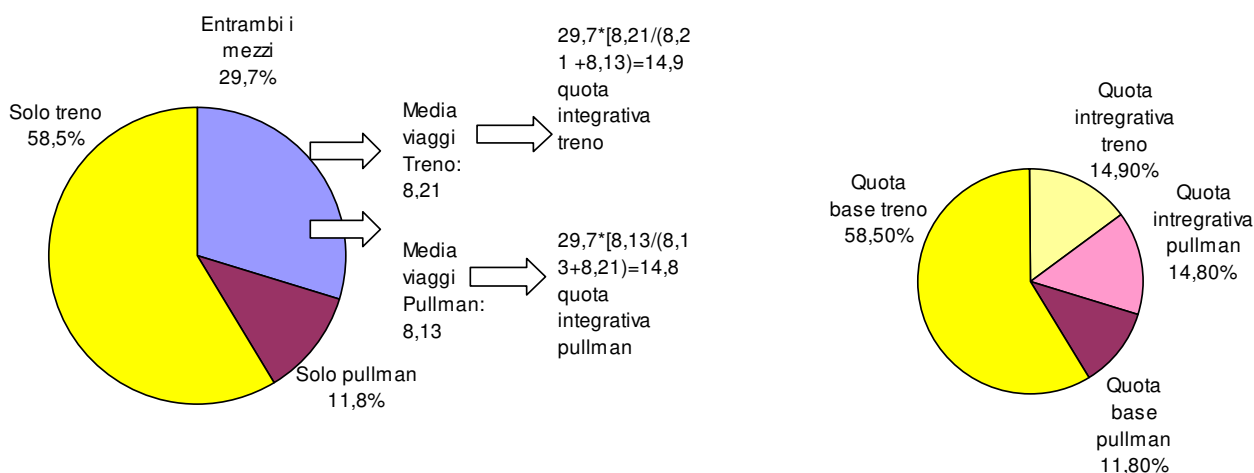 Entrambi i
mezzi
29,7%
Solo treno
58,5%
Solo pullman
11,8%
Media
viaggi
Treno:
8,21
29,7*[8,21/(8,2
1 +8,13)=14,9
quota
integrativa
treno
Media
viaggi
Pullman:
8,13
29,7*[8,13/(8,1
3+8,21)=14,8
quota
integrativa
pullman
Quota
intregrativa
treno
14,90%
Quota
base treno
58,50%
Quota
intregrativa
pullman
14,80%
Quota
base
pullman
11,80%